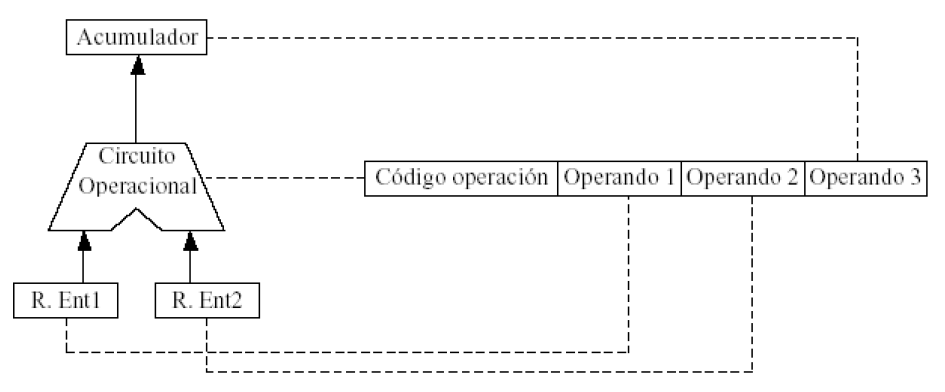 Acumulador
Circuito
Operacional
Código operación
Operando 1
Operando 2
Operando 3
R. Ent1
R. Ent2